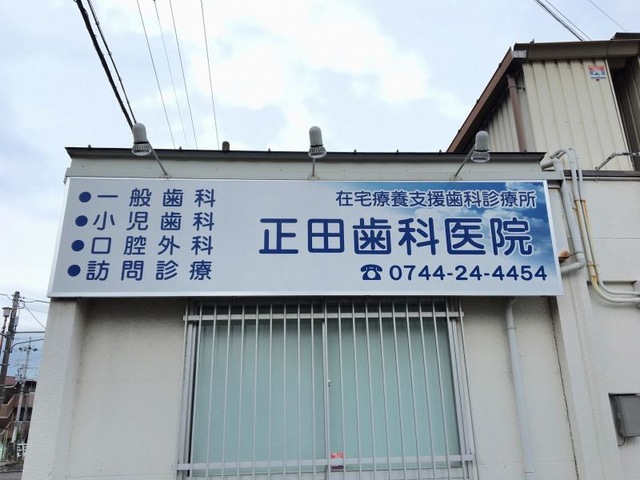 ●一般歯科
●小児歯科
●口腔外科
●訪問診療
在宅療養支援歯科診療所
正田歯科医院
☎0744-24-4454